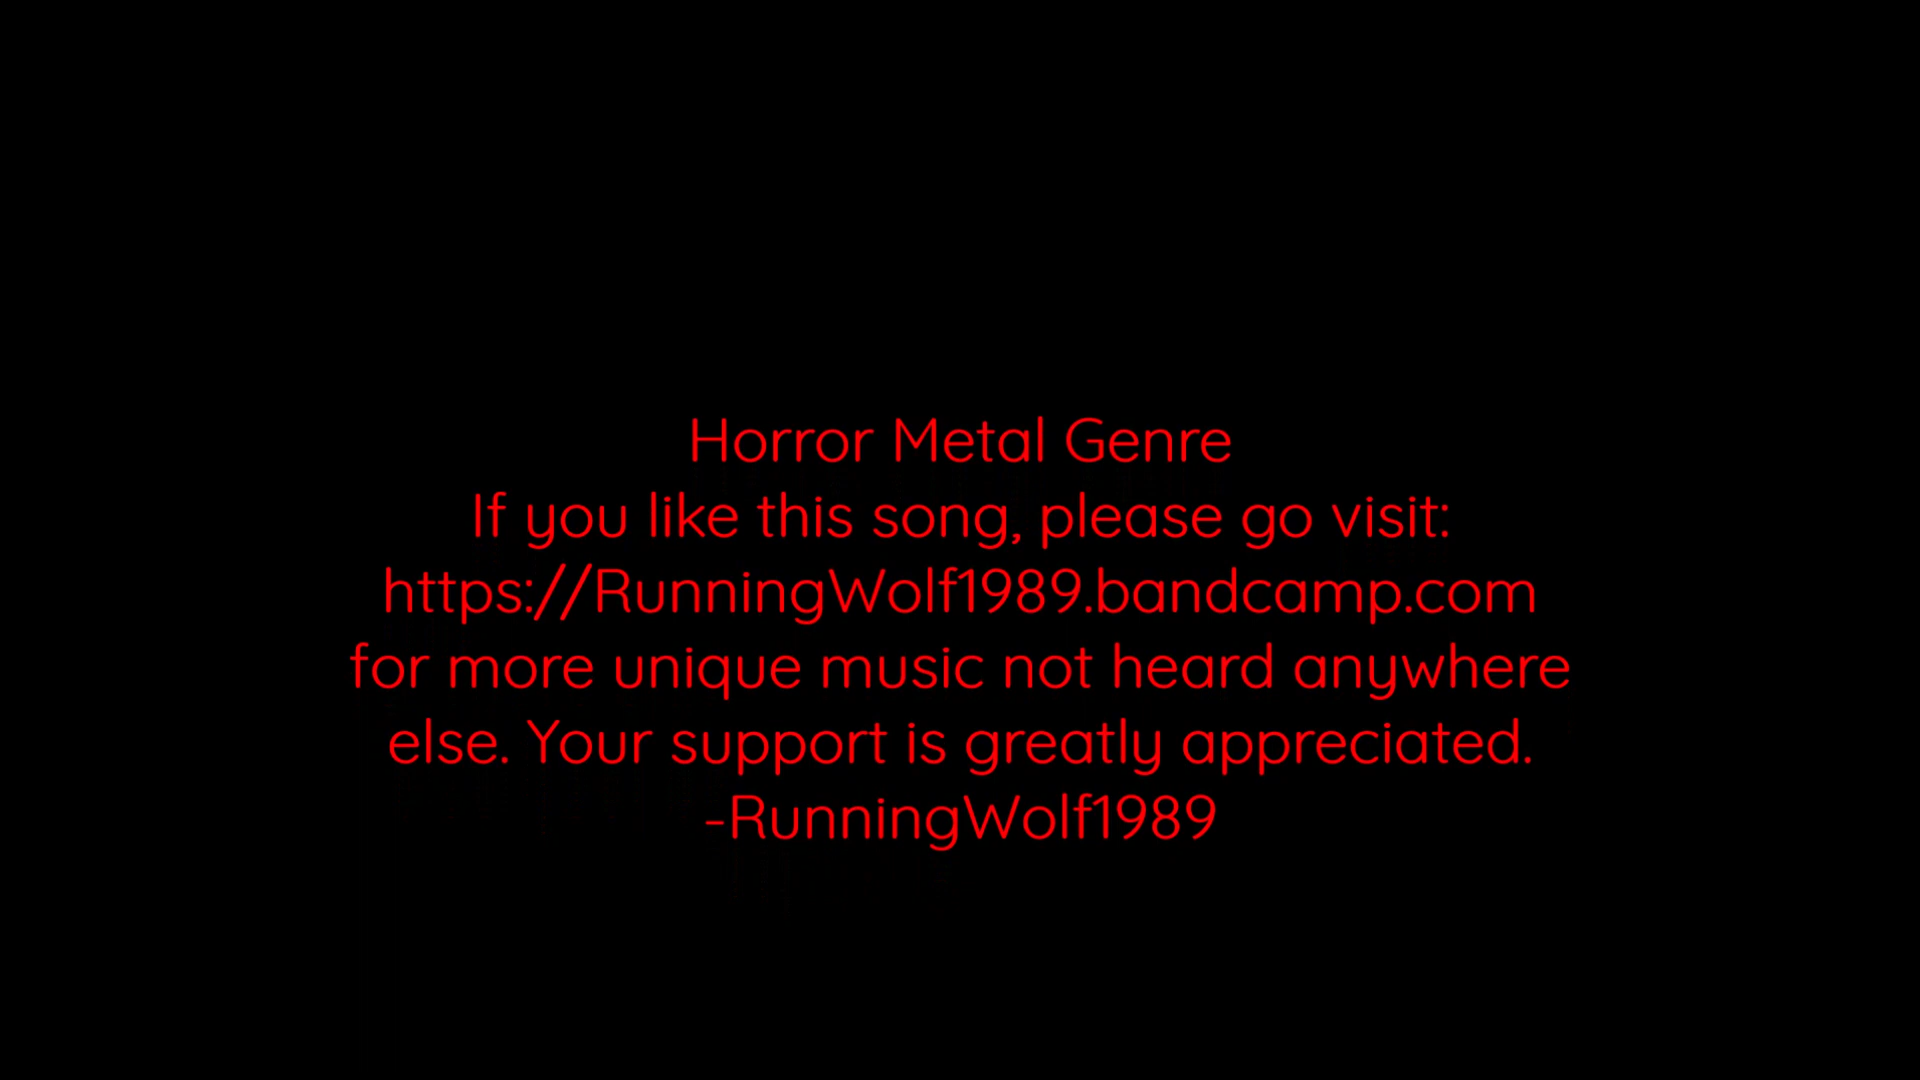 Horror Metal Genre
If you like this song, please go visit:
https://RunningWolf1989.bandcamp.com
for more unique music not heard anywhere
else. Your support is greatly appreciated.
-RunningWolf1989